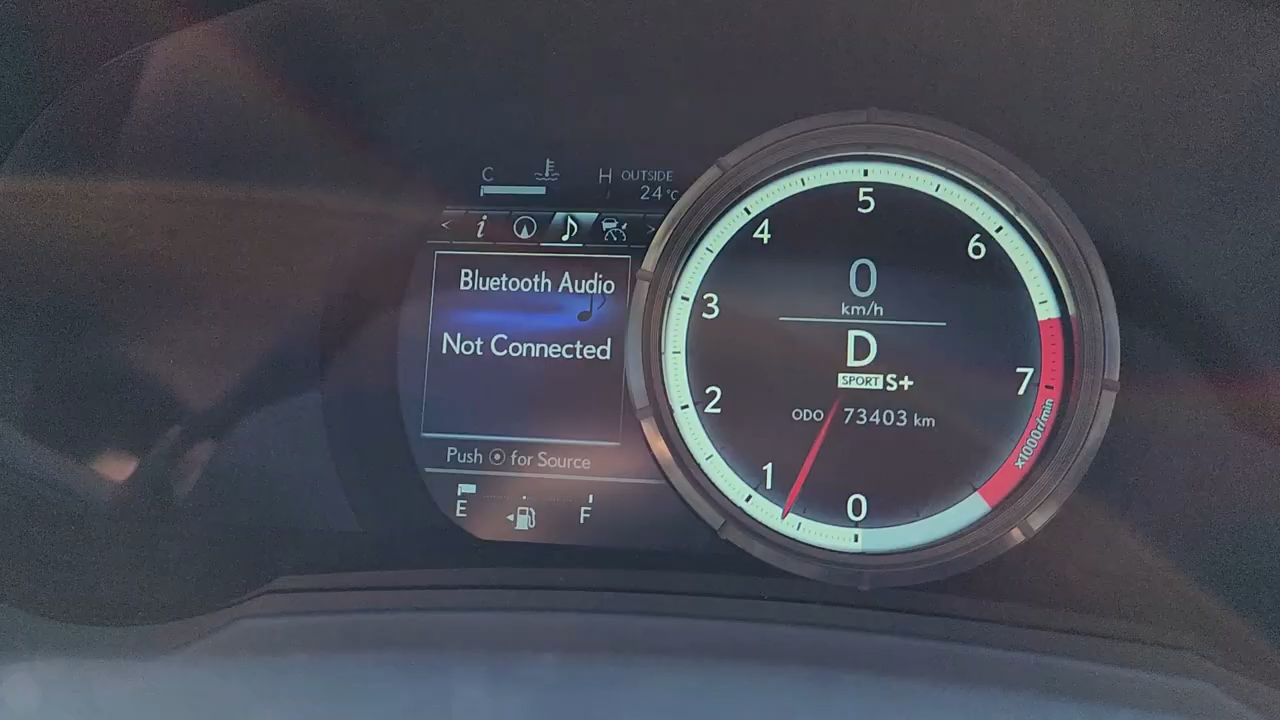 C H OUTSIDE
24°C
< i >
Bluetooth Audio
Not Connected
Push for Source
E F
0
km/h
D
SPORT S+
ODO 73403 km
0
1
2
3
4
5
6
7
x1000r/min